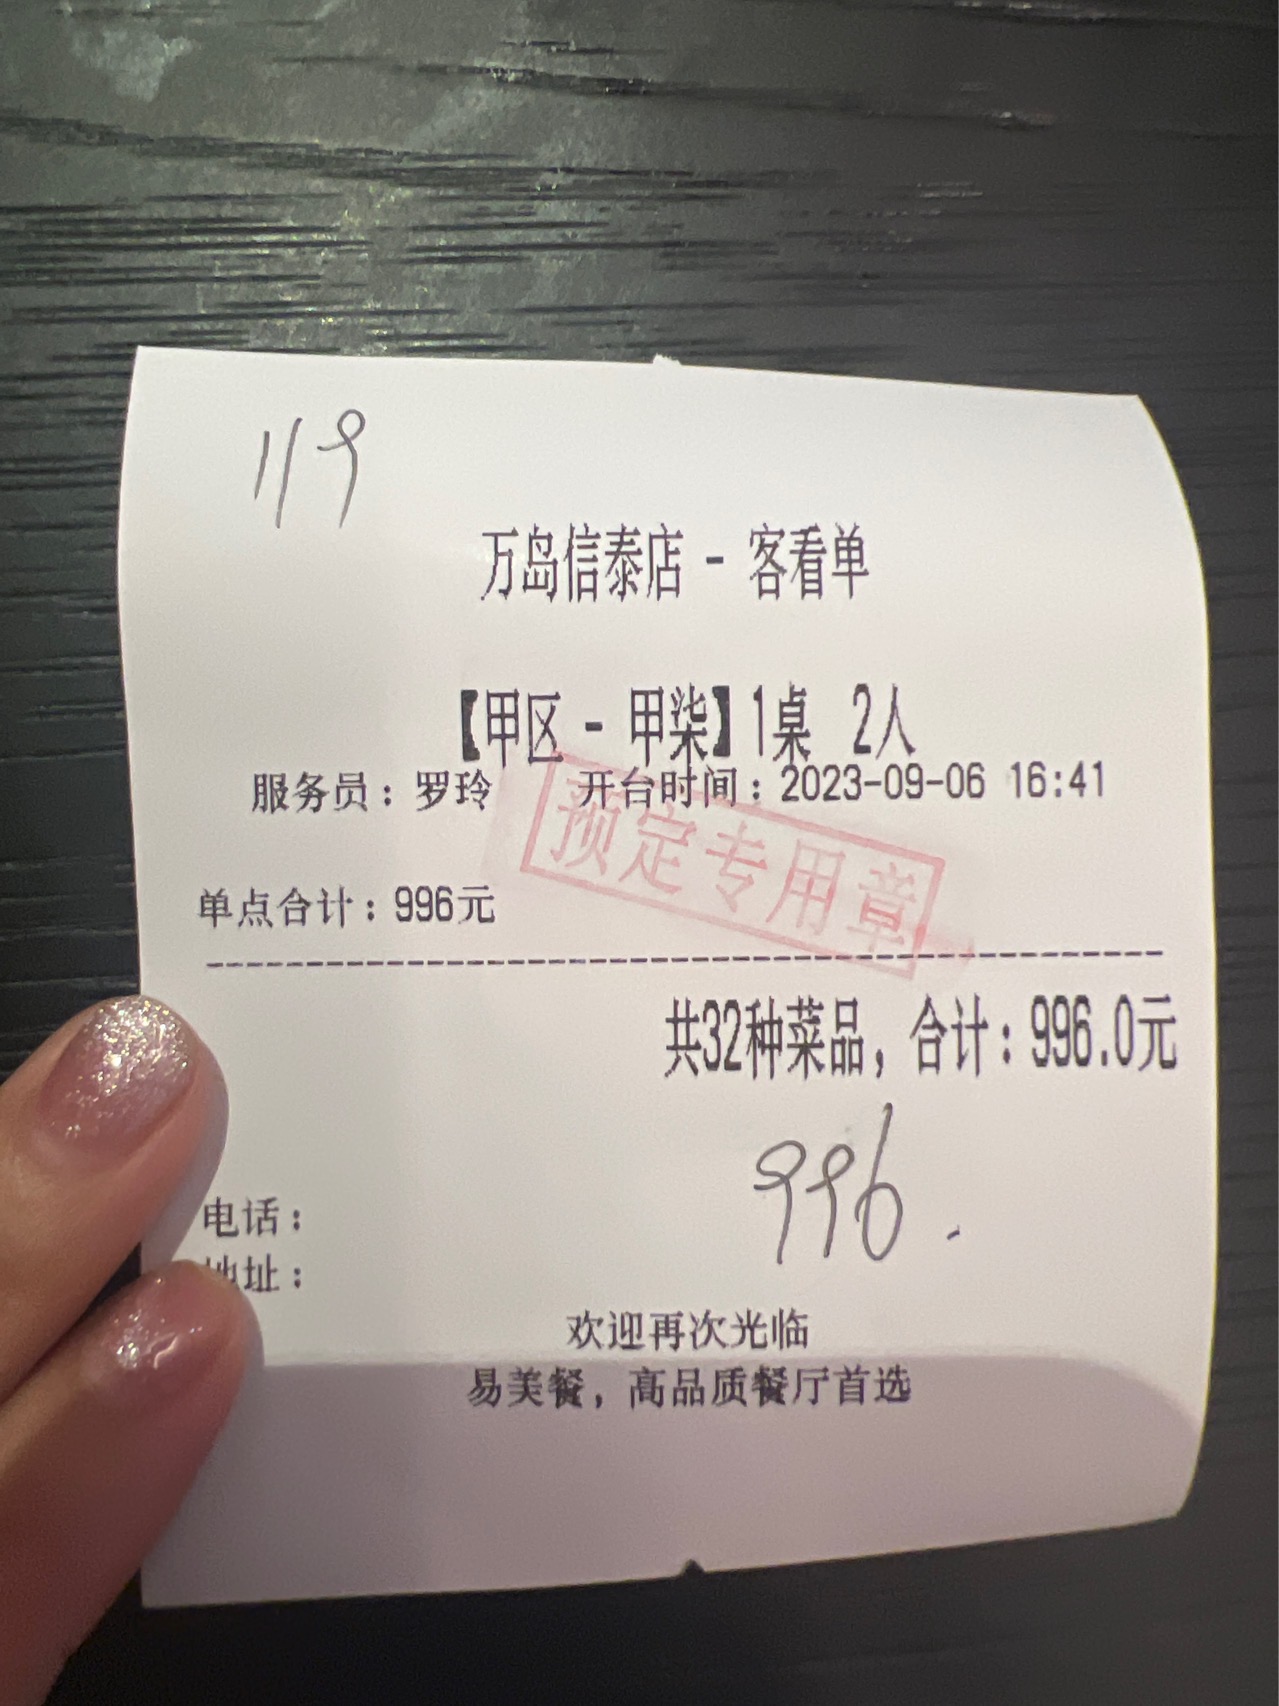 119
万岛信泰店 - 客看单
【甲区 - 甲柒】1桌 2人
服务员：罗玲 开台时间：2023-09-06 16:41
预定专用章
单点合计：996元
共32种菜品，合计：996.0元
996.
电话：
地址：
欢迎再次光临
易美餐，高品质餐厅首选